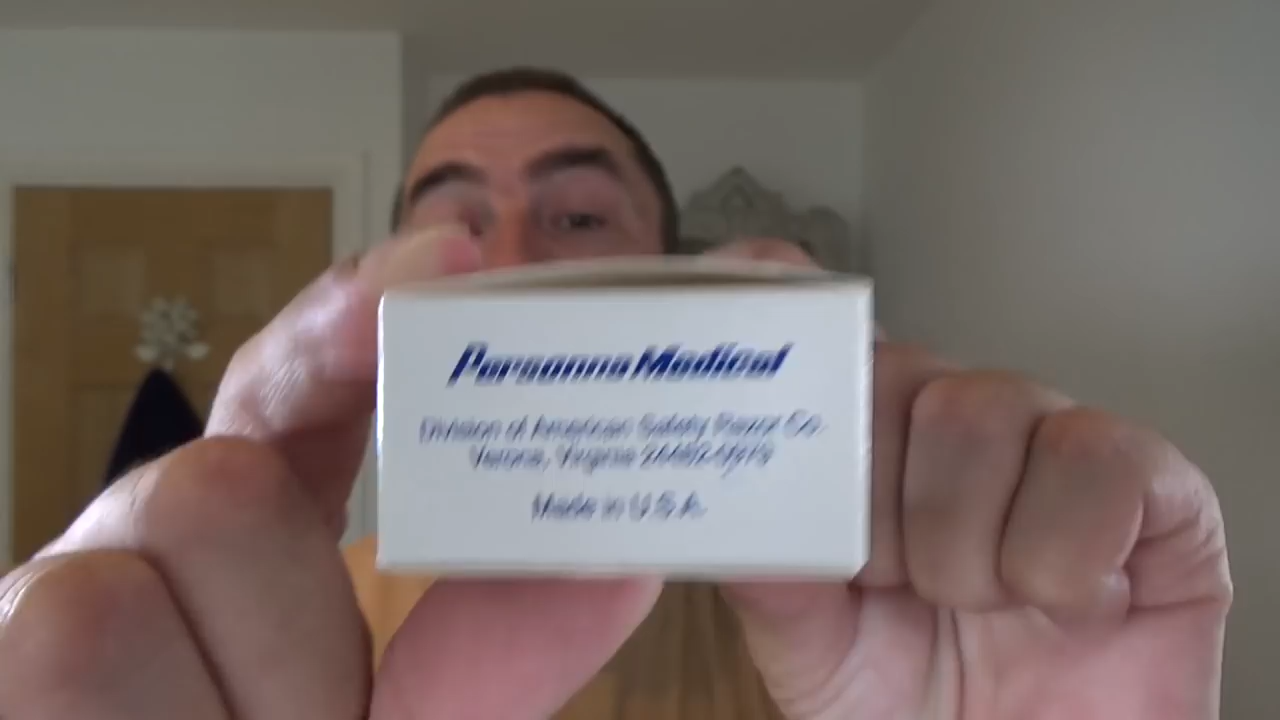 Personna Medical
Division of American Safety Razor Co.
Verona, Virginia
Made in U.S.A.